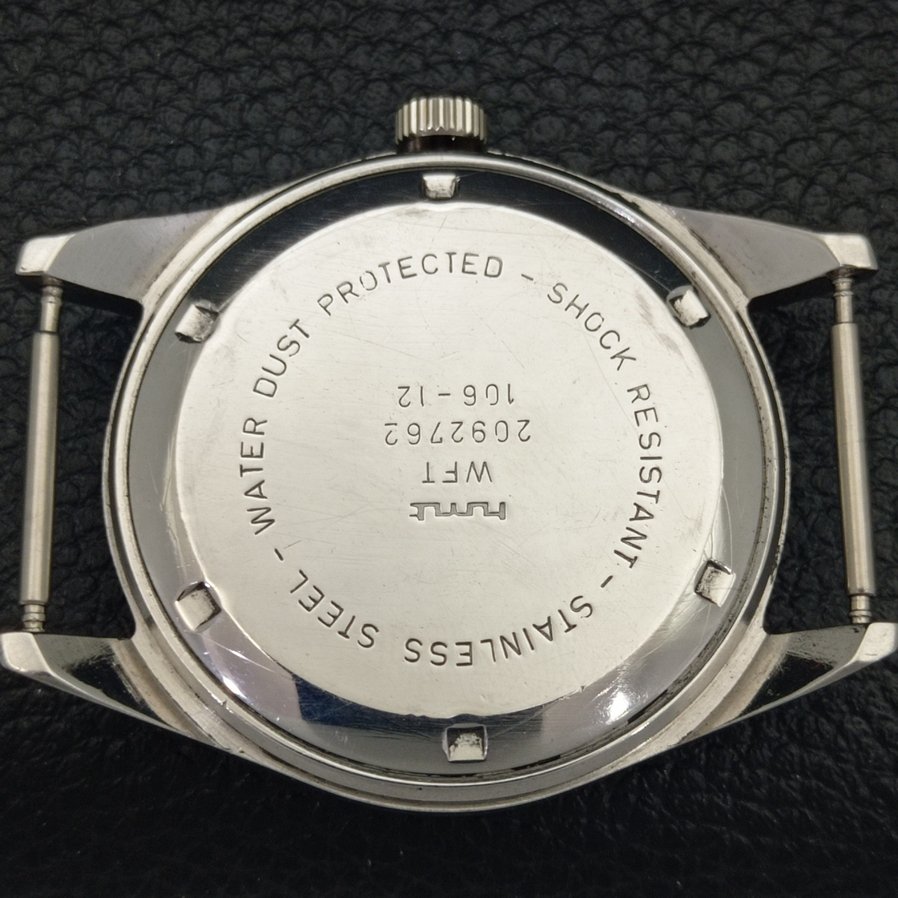 WATER DUST PROTECTED - SHOCK RESISTANT - STAINLESS STEEL -
hmt
WFT
2092762
106-12